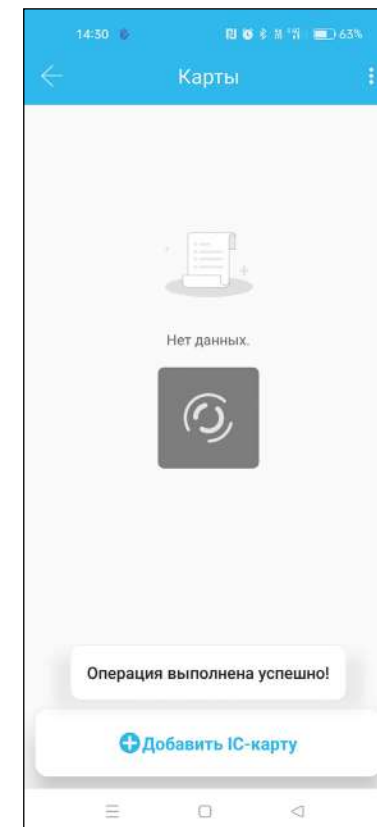 14:30
63%
Карты
Нет данных.
Операция выполнена успешно!
Добавить IC-карту